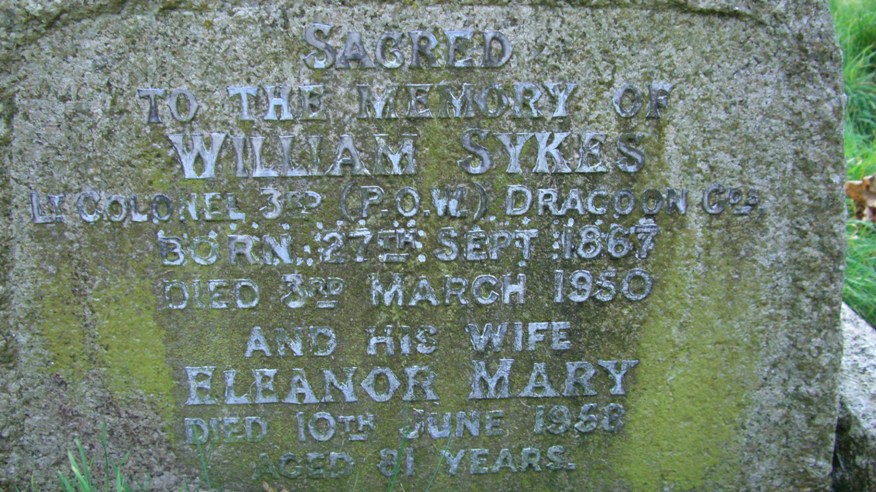 SACRED
TO THE MEMORY OF
WILLIAM SYKES
LT COLONEL 3RD (P.O.W.) DRAGOON GDS
BORN 27TH SEPT 1867
DIED 3RD MARCH 1950
AND HIS WIFE
ELEANOR MARY
DIED 10TH JUNE 1958
AGED 81 YEARS.